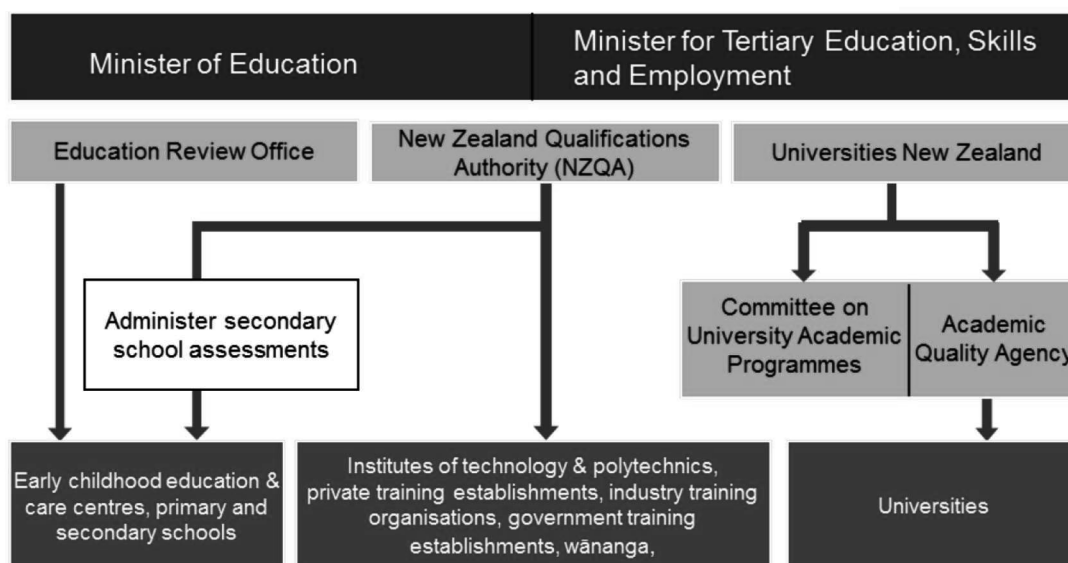 Minister of Education
Minister for Tertiary Education, Skills
and Employment
Education Review Office
New Zealand Qualifications
Authority (NZQA)
Universities New Zealand
Administer secondary
school assessments
Committee on
University Academic
Programmes
Academic
Quality Agency
Early childhood education &
care centres, primary and
secondary schools
Institutes of technology & polytechnics,
private training establishments, industry training
organisations, government training
establishments, wānanga,
Universities